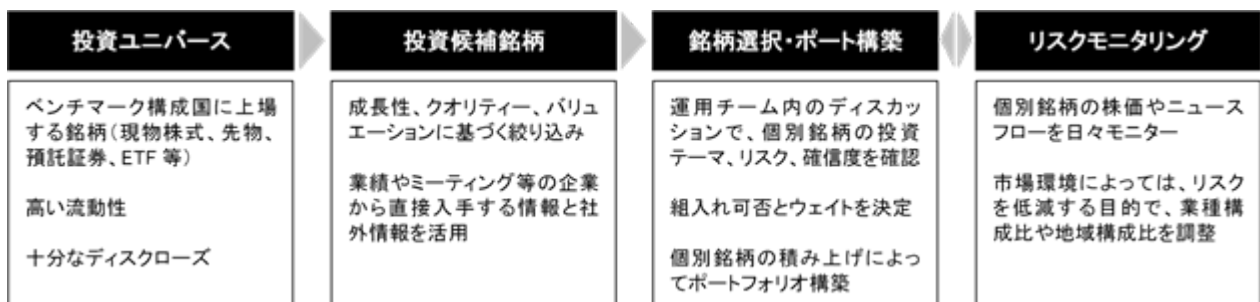 投資ユニバース
ベンチマーク構成国に上場
する銘柄(現物株式、先物、
預託証券、ETF 等)
高い流動性
十分なディスクローズ
投資候補銘柄
成長性、クオリティー、バリュ
エーションに基づく絞り込み
業績やミーティング等の企業
から直接入手する情報と社
外情報を活用
銘柄選択・ポート構築
運用チーム内のディスカッ
ションで、個別銘柄の投資
テーマ、リスク、確信度を確認
組入れ可否とウェイトを決定
個別銘柄の積み上げによっ
てポートフォリオ構築
リスクモニタリング
個別銘柄の株価やニュース
フローを日々モニター
市場環境によっては、リスク
を低減する目的で、業種構
成比や地域構成比を調整